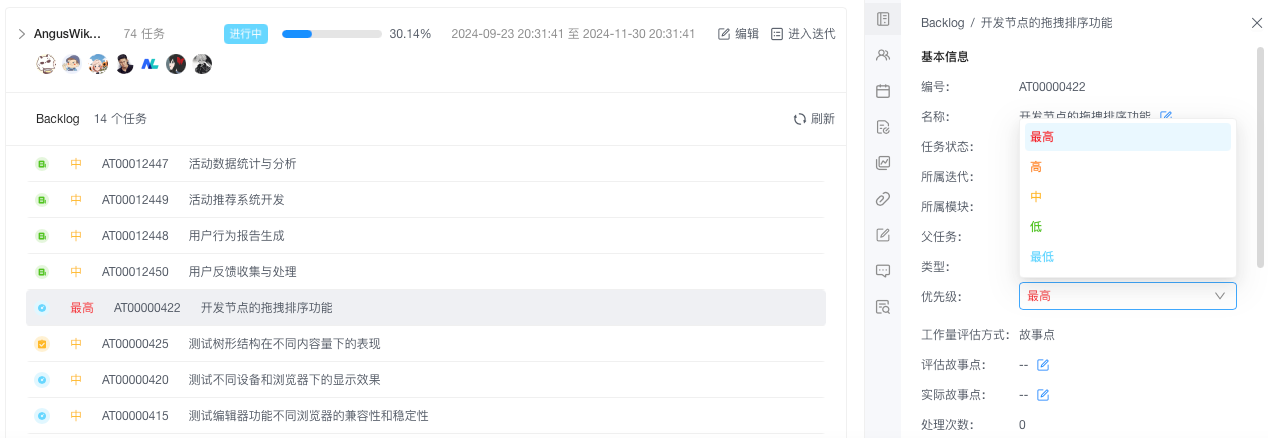 AngusWik... 74 任务 进行中 30.14% 2024-09-23 20:31:41 至 2024-11-30 20:31:41 编辑 进入迭代
Backlog 14 个任务 刷新
中 AT00012447 活动数据统计与分析
中 AT00012449 活动推荐系统开发
中 AT00012448 用户行为报告生成
中 AT00012450 用户反馈收集与处理
最高 AT00000422 开发节点的拖拽排序功能
中 AT00000425 测试树形结构在不同内容量下的表现
中 AT00000420 测试不同设备和浏览器下的显示效果
中 AT00000415 测试编辑器功能不同浏览器的兼容性和稳定性
Backlog / 开发节点的拖拽排序功能
基本信息
编号: AT00000422
名称: 开发节点的拖拽排序功能
任务状态:
所属迭代:
所属模块:
父任务:
类型:
最高
高
中
低
最低
优先级: 最高
工作量评估方式: 故事点
评估故事点: --
实际故事点: --
处理次数: 0